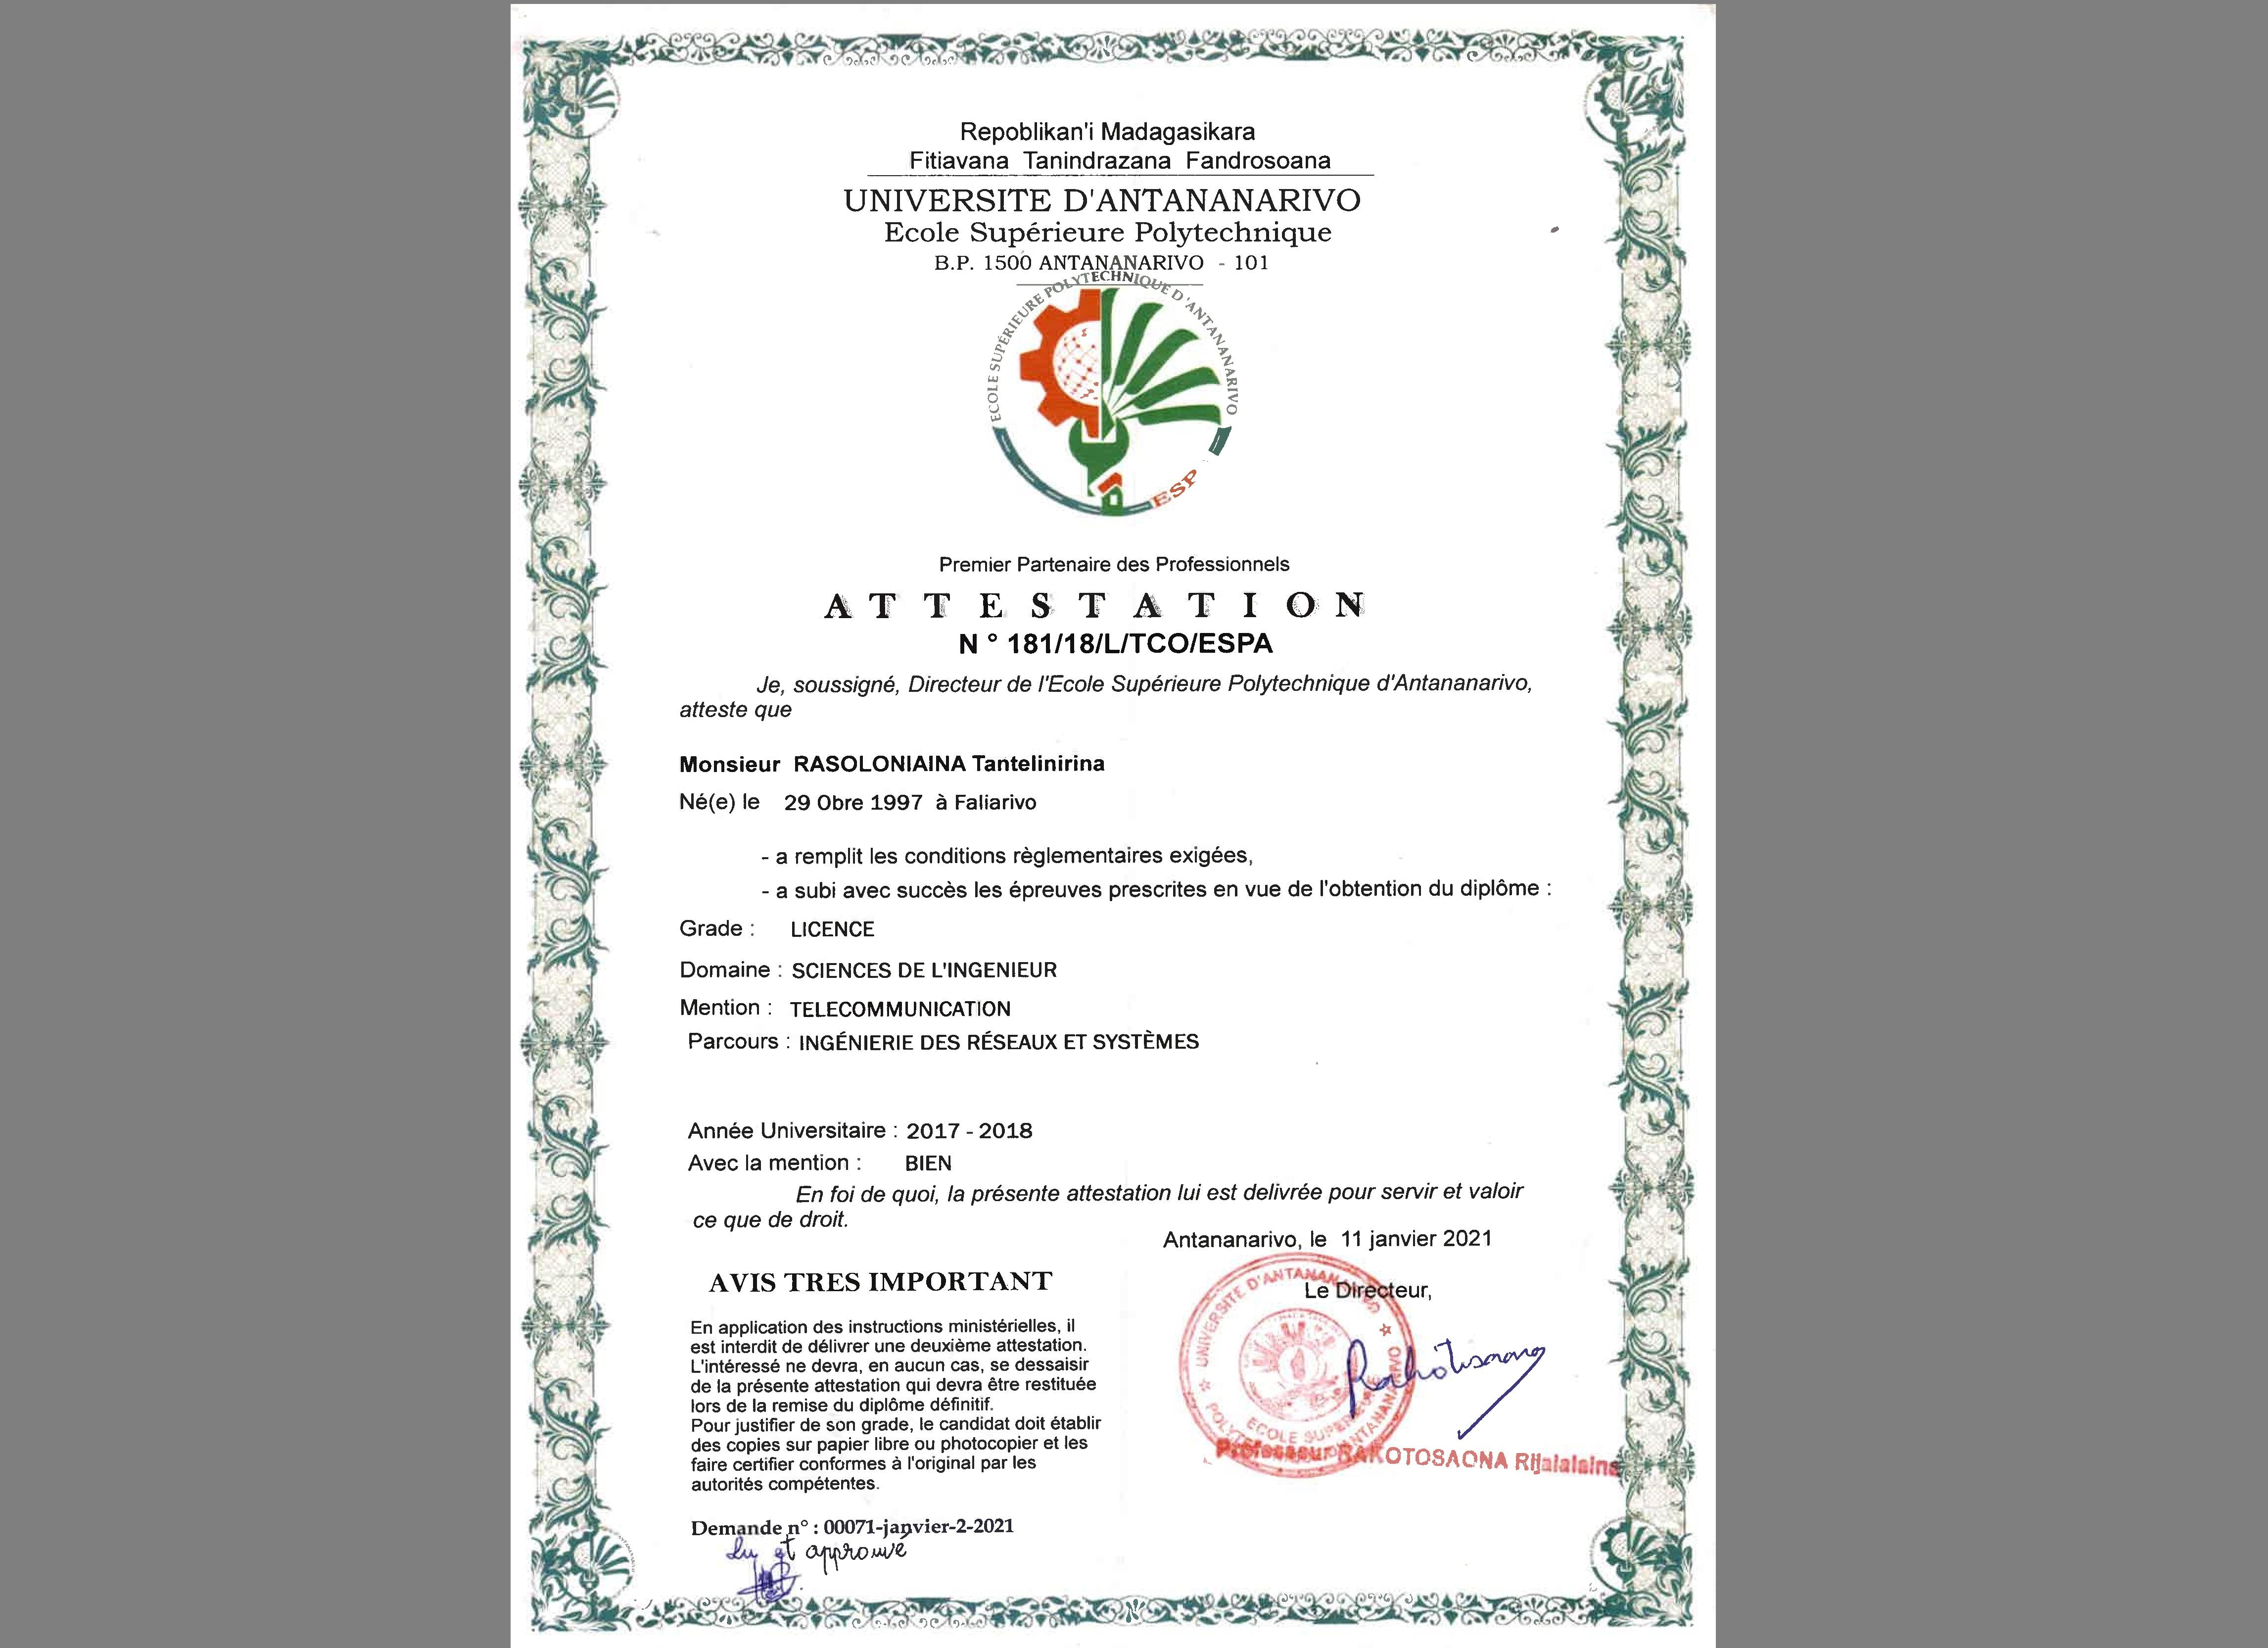 Repoblikan'i Madagasikara
Fitiavana Tanindrazana Fandrosoana
UNIVERSITE D'ANTANANARIVO
Ecole Supérieure Polytechnique
B.P. 1500 ANTANANARIVO - 101
ECOLE SUPÉRIEURE POLYTECHNIQUE D'ANTANANARIVO
ESP
Premier Partenaire des Professionnels
ATTESTATION
N° 181/18/L/TCO/ESPA
Je, soussigné, Directeur de l'Ecole Supérieure Polytechnique d'Antananarivo,
atteste que
Monsieur RASOLONIAINA Tantelinirina
Né(e) le 29 0bre 1997 à Faliarivo
- a remplit les conditions règlementaires exigées,
- a subi avec succès les épreuves prescrites en vue de l'obtention du diplôme :
Grade : LICENCE
Domaine : SCIENCES DE L'INGENIEUR
Mention : TELECOMMUNICATION
Parcours : INGÉNIERIE DES RÉSEAUX ET SYSTÈMES
Année Universitaire : 2017 - 2018
Avec la mention : BIEN
En foi de quoi, la présente attestation lui est delivrée pour servir et valoir
ce que de droit.
Antananarivo, le 11 janvier 2021
Le Directeur,
UNIVERSITE D'ANTANANARIVO
ECOLE SUPERIEURE
POLYTECHNIQUE D'ANTANANARIVO
Rakotosaona
Professeur RAKOTOSAONA Rijalalaina
AVIS TRES IMPORTANT
En application des instructions ministérielles, il
est interdit de délivrer une deuxième attestation.
L'intéressé ne devra, en aucun cas, se dessaisir
de la présente attestation qui devra être restituée
lors de la remise du diplôme définitif.
Pour justifier de son grade, le candidat doit établir
des copies sur papier libre ou photocopier et les
faire certifier conformes à l'original par les
autorités compétentes.
Demande n° : 00071-janvier-2-2021
Lu et approuvé